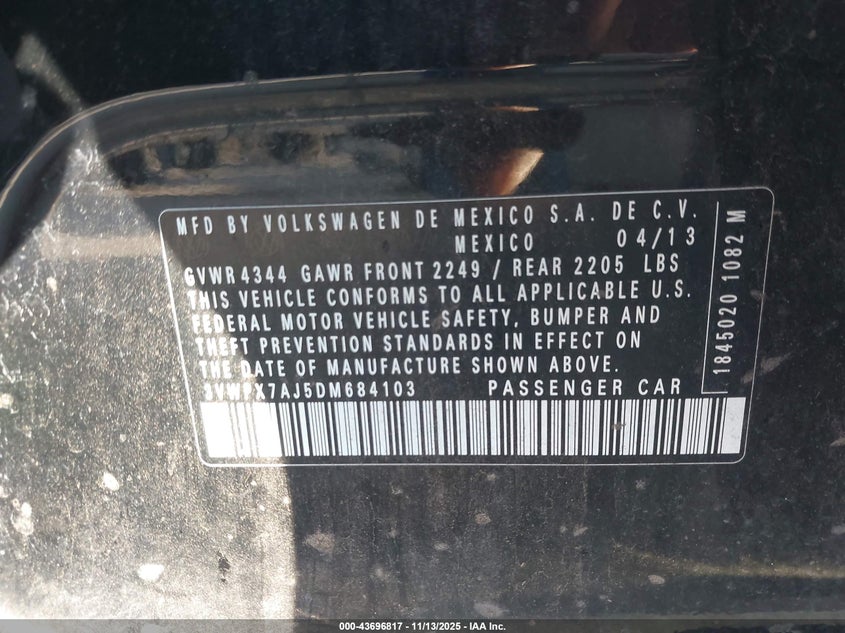 MFD BY VOLKSWAGEN DE MEXICO S.A. DE C.V.
MEXICO 04/13
GVWR 4344 GAWR FRONT 2249 / REAR 2205 LBS
THIS VEHICLE CONFORMS TO ALL APPLICABLE U.S.
FEDERAL MOTOR VEHICLE SAFETY, BUMPER AND
THEFT PREVENTION STANDARDS IN EFFECT ON
THE DATE OF MANUFACTURE SHOWN ABOVE.
3VWPX7AJ5DM684103 PASSENGER CAR
1845020 1082 M
000-43696817 - 11/13/2025 - IAA Inc.